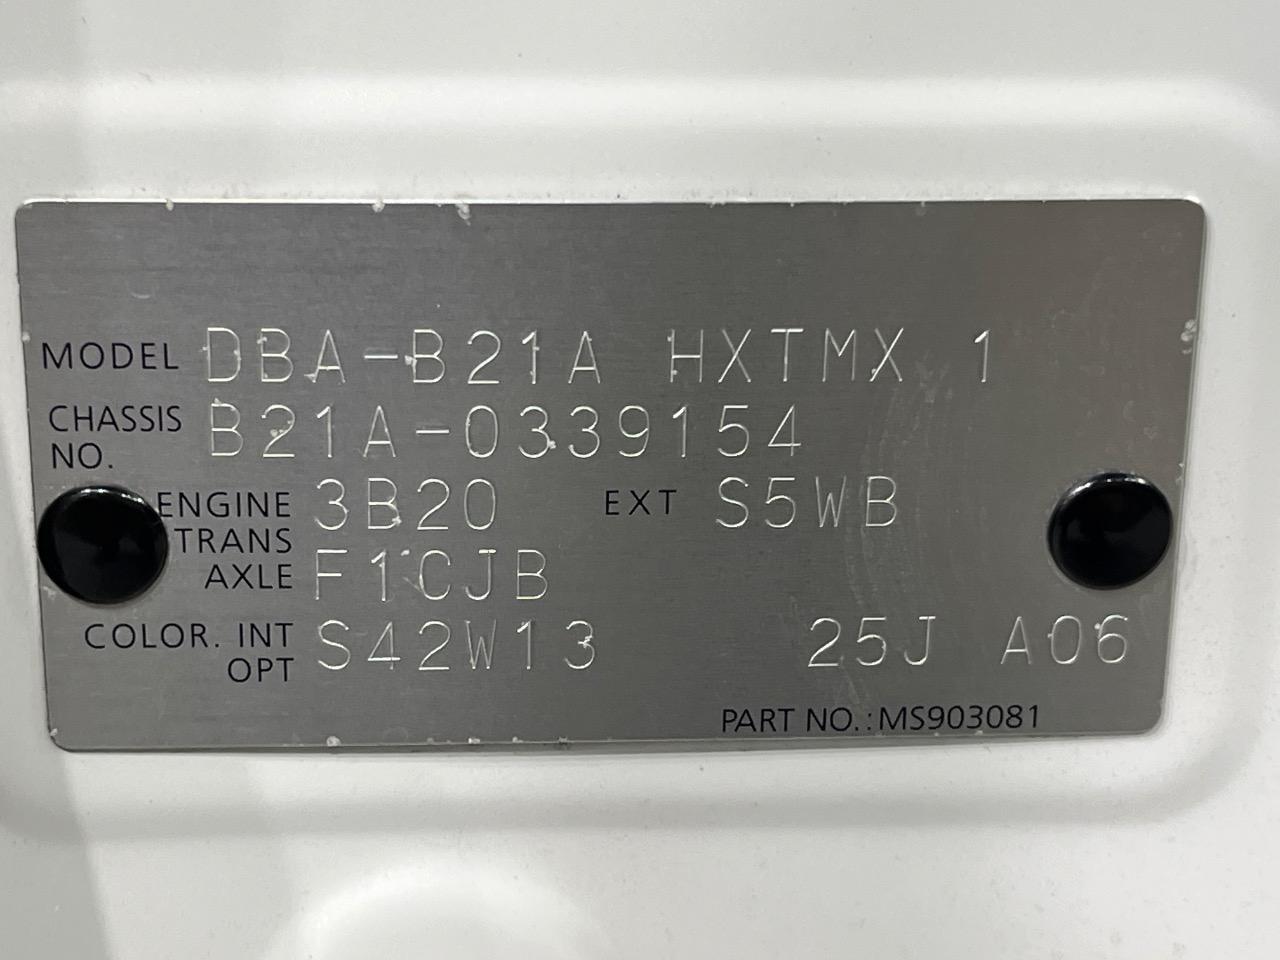 MODEL DBA-B21A HXTMX 1
CHASSIS NO. B21A-0339154
ENGINE 3B20 EXT S5WB
TRANS AXLE F1CJB
COLOR. INT OPT S42W13 25J A06
PART NO.:MS903081